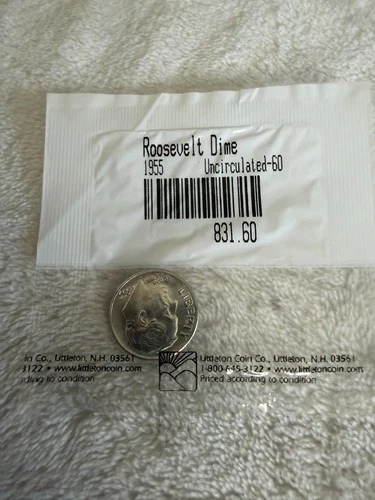 Roosevelt Dime
1955 Uncirculated-60
831.60
LIBERTY
in Co., Littleton, N.H. 03561 Littleton Coin Co., Littleton, N.H. 03561
3122 • www.littletoncoin.com 1-800-645-3122 • www.littletoncoin.com
rding to condition Priced according to condition